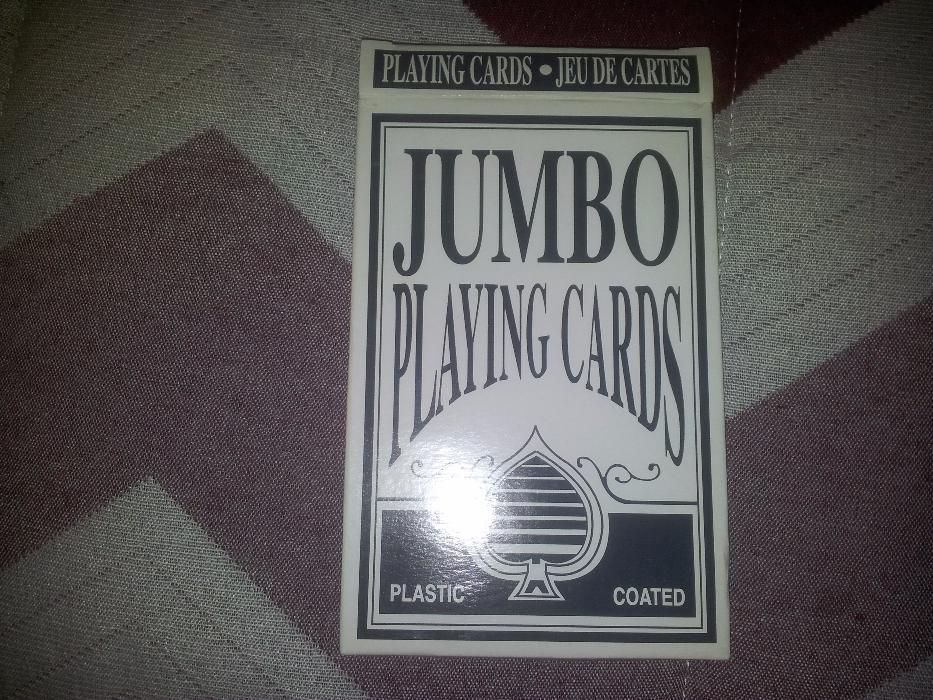 PLAYING CARDS • JEU DE CARTES
JUMBO
PLAYING CARDS
PLASTIC COATED